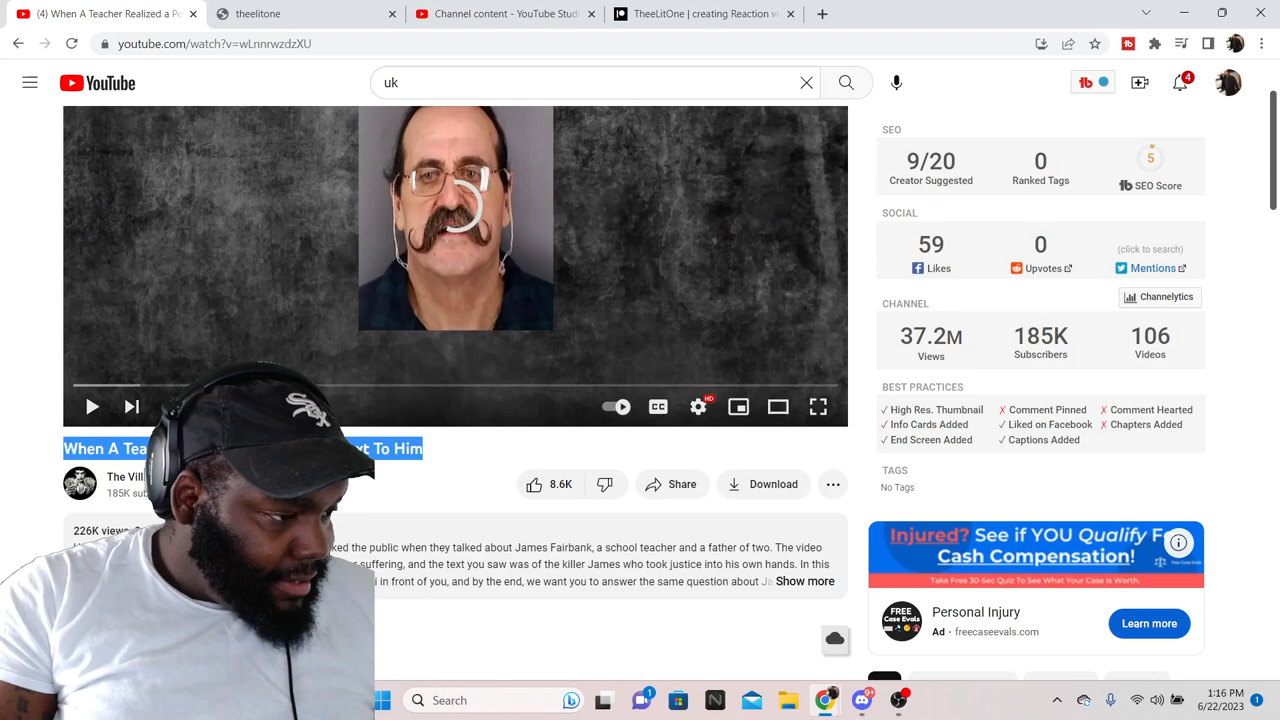 (4) When A Teacher Realized a Pe
theelitone
Channel content - YouTube Studi
TheeLitOne | creating Reaction vi
youtube.com/watch?v=wLnnrwzdzXU
YouTube
uk
4
SEO
9/20
Creator Suggested
0
Ranked Tags
5
SEO Score
SOCIAL
59
Likes
0
Upvotes
(click to search)
Mentions
CHANNEL
Channelytics
37.2M
Views
185K
Subscribers
106
Videos
BEST PRACTICES
✓ High Res. Thumbnail
✗ Comment Pinned
✗ Comment Hearted
✓ Info Cards Added
✓ Liked on Facebook
✗ Chapters Added
✓ End Screen Added
✓ Captions Added
TAGS
No Tags
CC
HD
When A Tea
xt To Him
The Vill
185K sub
8.6K
Share
Download
226K views
ked the public when they talked about James Fairbank, a school teacher and a father of two. The video
suffering, and the
saw was of the killer James who took justice into his own hands. In this
i in front of you, and by the end, we want you to answer the same question about Ja
Show more
Injured? See if YOU Qualify F
Cash Compensation!
Take Free 30-Sec Quiz To See What Your Case Is Worth.
FREE
Case Evals
Personal Injury
Ad · freecaseevals.com
Learn more
Search
1
9+
1:16 PM
6/22/2023
1